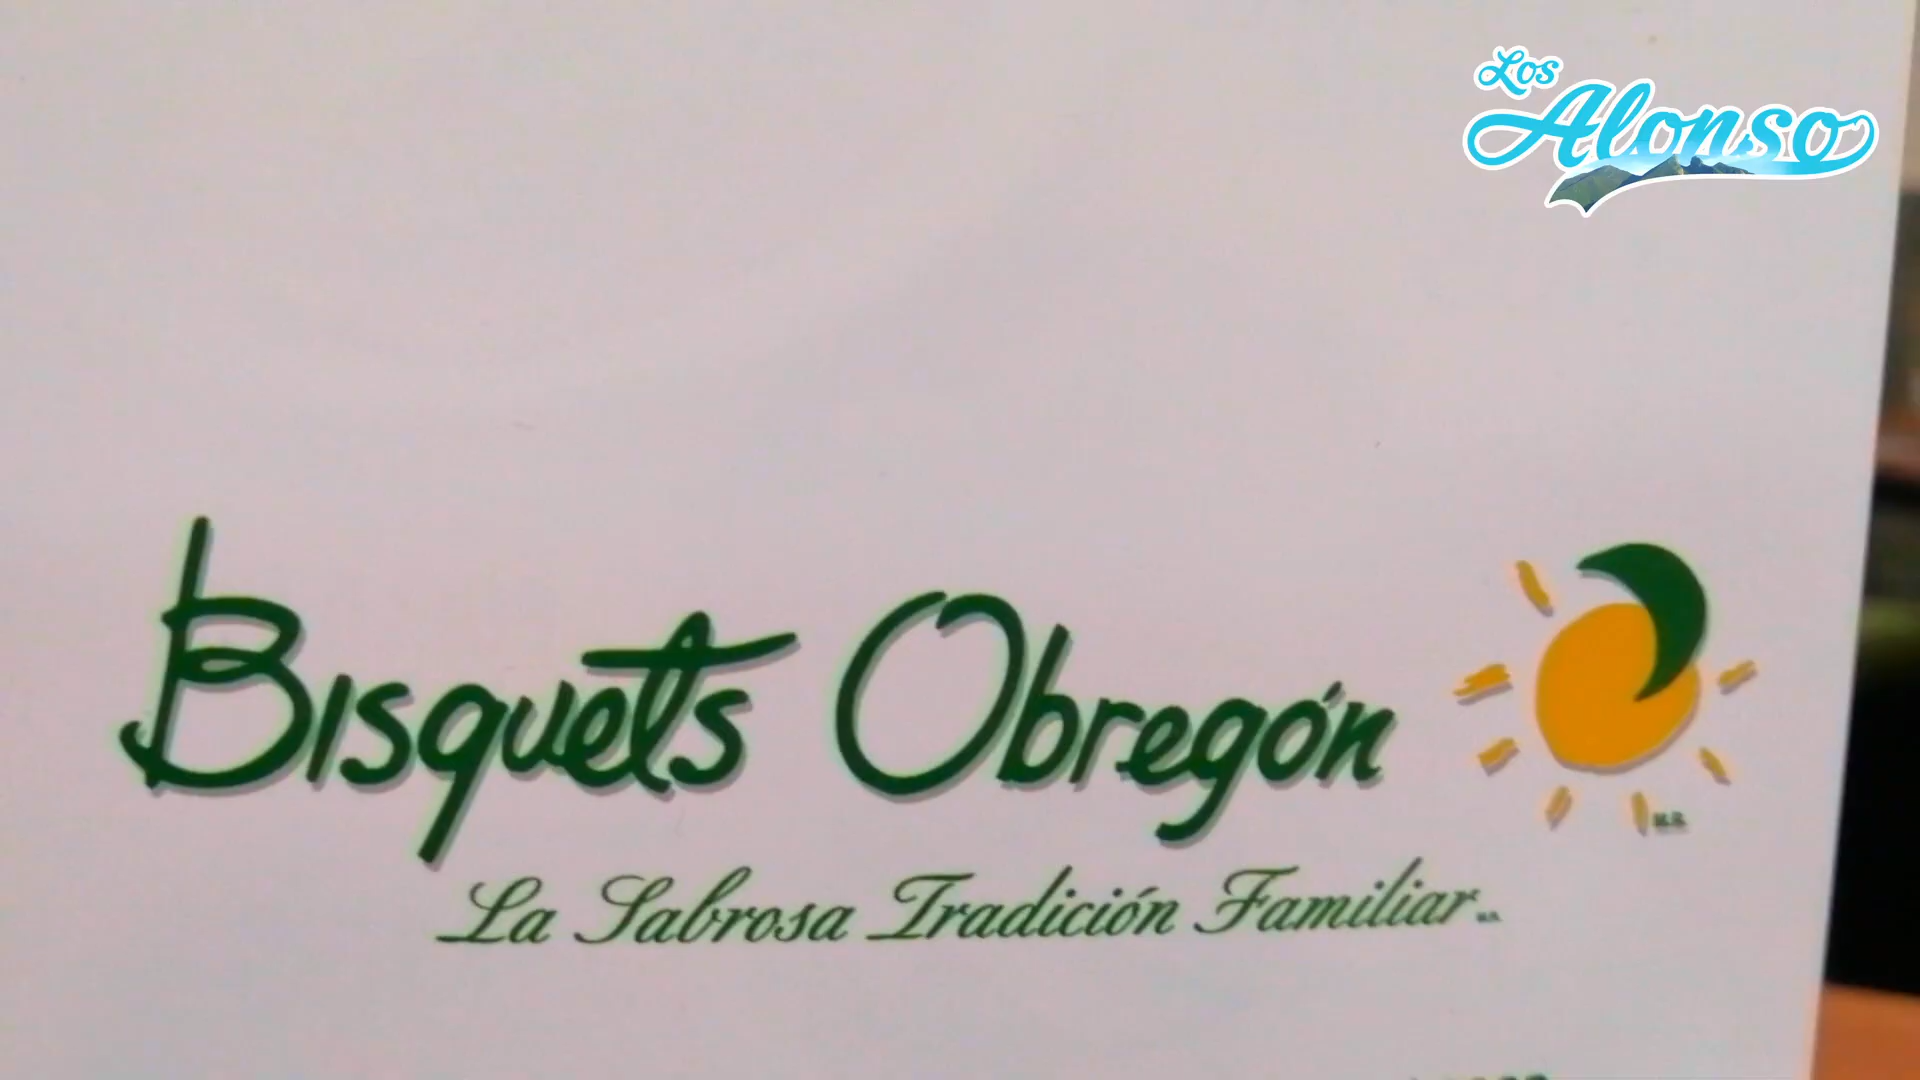 Los
Alonso
Bisquets Obregón
M.R.
La Sabrosa Tradición Familiar